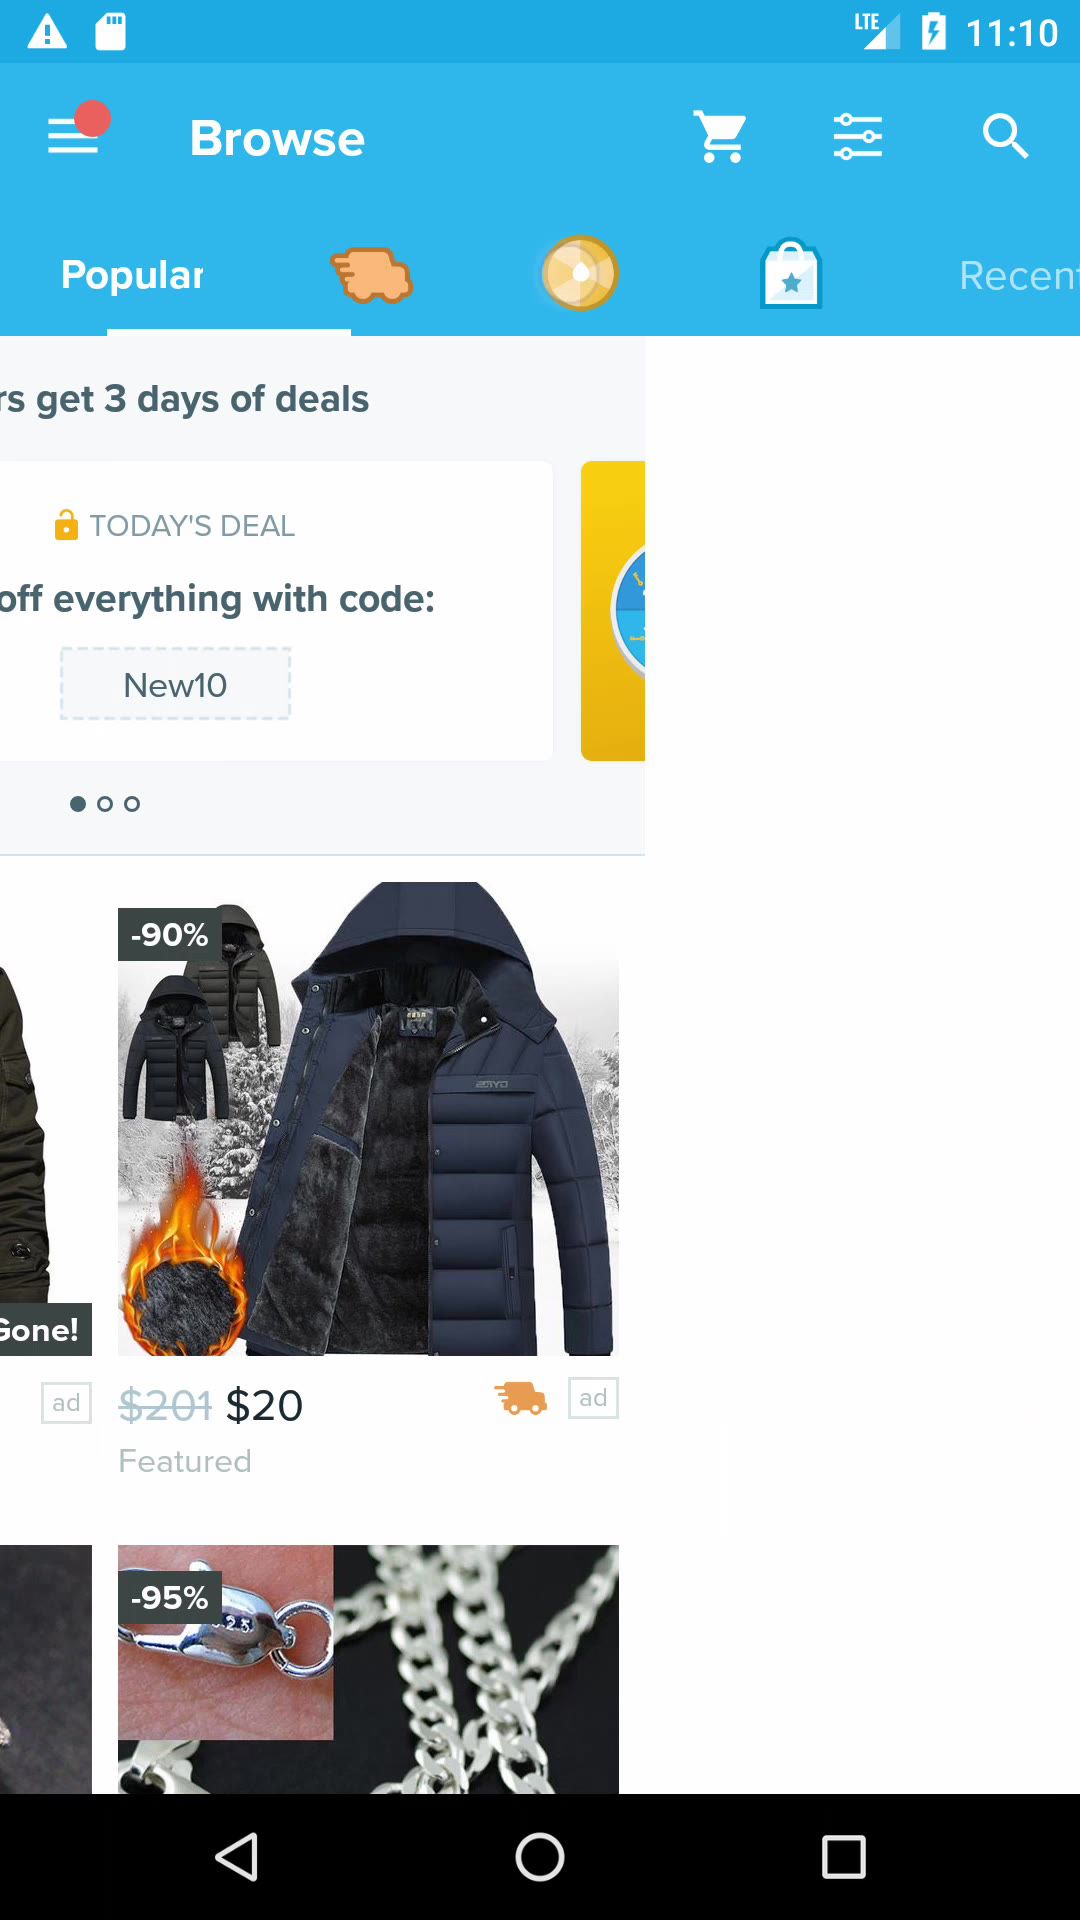 LTE 11:10
Browse
Popular
Recent
rs get 3 days of deals
TODAY'S DEAL
off everything with code:
New10
-90%
Gone!
ad
$201 $20
ad
Featured
-95%